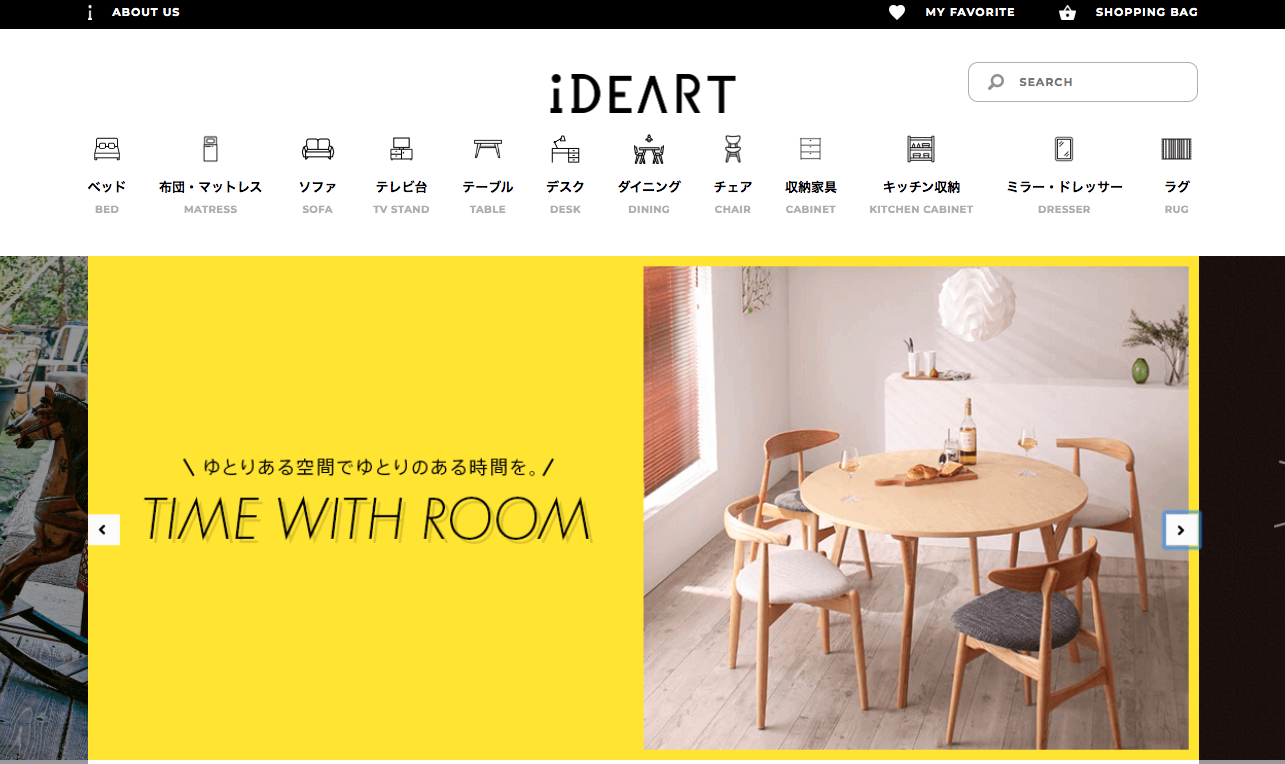 ABOUT US
MY FAVORITE
SHOPPING BAG
iDEART
SEARCH
ベッド
布団・マットレス
ソファ
テレビ台
テーブル
デスク
ダイニング
チェア
収納家具
キッチン収納
ミラー・ドレッサー
ラグ
BED
MATRESS
SOFA
TV STAND
TABLE
DESK
DINING
CHAIR
CABINET
KITCHEN CABINET
DRESSER
RUG
\ ゆとりある空間でゆとりのある時間を。/
TIME WITH ROOM